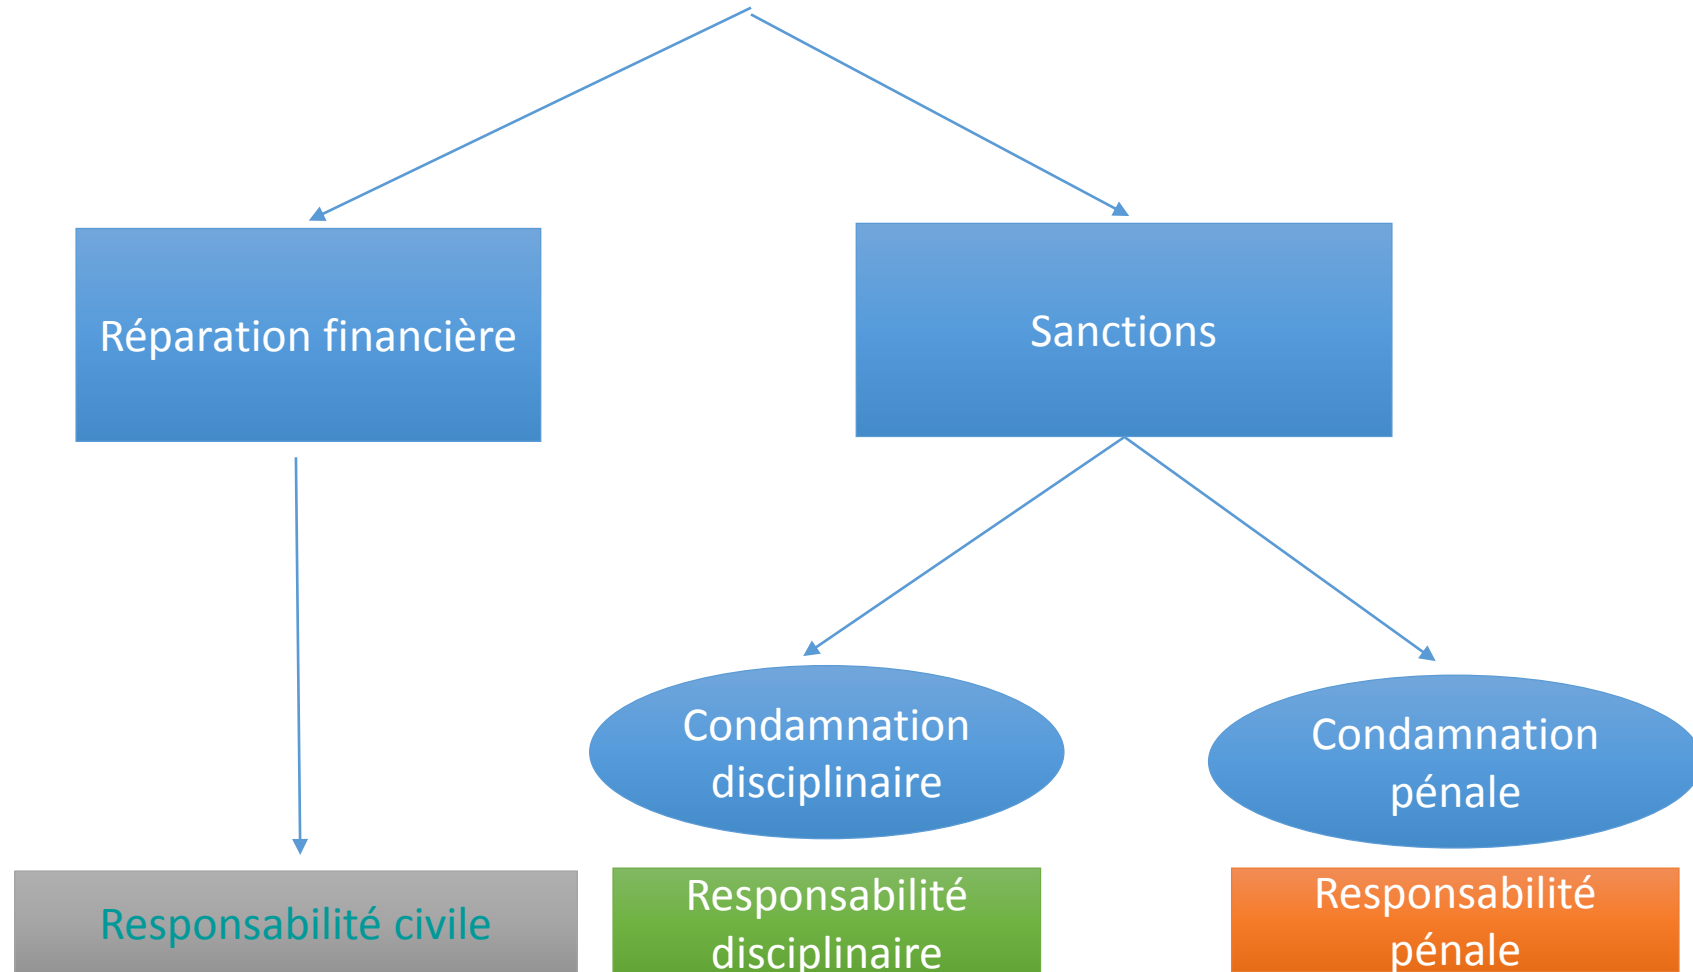 Réparation financière
Sanctions
Condamnation
disciplinaire
Condamnation
pénale
Responsabilité civile
Responsabilité
disciplinaire
Responsabilité
pénale